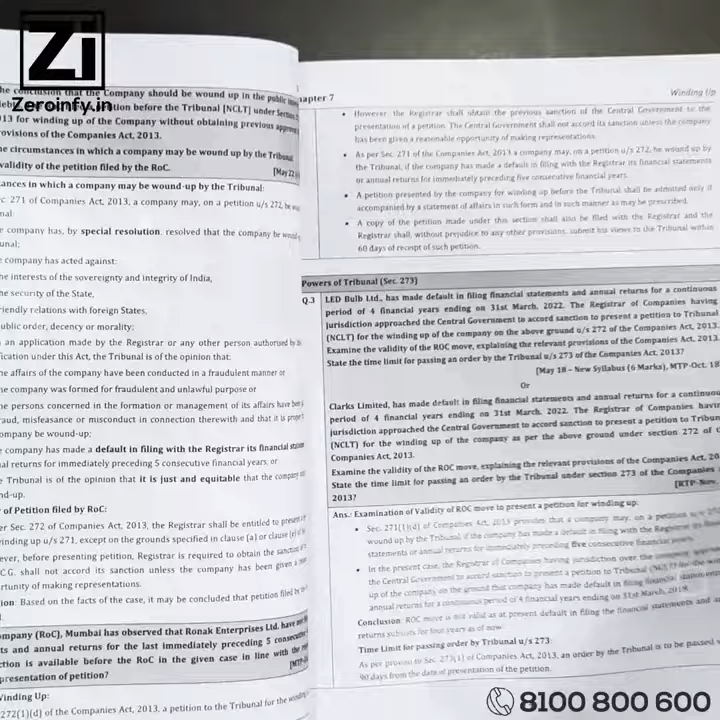 Zi
Zeroinfy.in
he conclusion that the Company should be wound up in the public
ition before the Tribunal [NCLT] under Section
13 for winding up of the Company without obtaining previous approval
ovisions of the Companies Act, 2013.
he circumstances in which a company may be wound up by the Tribunal
validity of the petition filed by the RoC.
[May 22
ances in which a company may be wound-up by the Tribunal:
c. 271 of Companies Act, 2013, a company may, on a petition u/s 272, be
nal:
e company has, by special resolution, resolved that the company be wound
unal;
e company has acted against:
he interests of the sovereignty and integrity of India,
he security of the State,
riendly relations with foreign States,
ublic order, decency or morality;
an application made by the Registrar or any other person authorised by
ication under this Act, the Tribunal is of the opinion that:
he affairs of the company have been conducted in a fraudulent manner or
he company was formed for fraudulent and unlawful purpose or
he persons concerned in the formation or management of its affairs have been
raud, misfeasance or misconduct in connection therewith and that it is proper
ompany be wound-up;
e company has made a default in filing with the Registrar its financial
al returns for immediately preceding 5 consecutive financial years, or
e Tribunal is of the opinion that it is just and equitable that the company
nd-up.
of Petition filed by RoC:
er Sec. 272 of Companies Act, 2013, the Registrar shall be entitled to present
inding up u/s 271, except on the grounds specified in clause (a) or clause (e)
ever, before presenting petition, Registrar is required to obtain the sanction
C.G. shall not accord its sanction unless the company has been given a
rtunity of making representations.
ion: Based on the facts of the case, it may be concluded that petition filed by
ompany (RoC), Mumbai has observed that Ronak Enterprises Ltd. have not
ts and annual returns for the last immediately preceding 5 consecutive
ction is available before the RoC in the given case in line with the
presentation of petition?
Winding Up:
272(1)(d) of the Companies Act, 2013, a petition to the Tribunal for the winding
hapter 7
Winding Up
• However, the Registrar shall obtain the previous sanction of the Central Government to the
presentation of a petition. The Central Government shall not accord its sanction unless the company
has been given a reasonable opportunity of making representations.
• As per Sec. 271 of the Companies Act, 2013 a company may, on a petition u/s 272, be wound up by
the Tribunal, if the company has made a default in filing with the Registrar its financial statements
or annual returns for immediately preceding five consecutive financial years.
• A petition presented by the company for winding up before the Tribunal shall be admitted only if
accompanied by a statement of affairs in such form and in such manner as may be prescribed.
• A copy of the petition made under this section shall also be filed with the Registrar and the
Registrar shall, without prejudice to any other provisions, submit his views to the Tribunal within
60 days of receipt of such petition.
Powers of Tribunal (Sec. 273)
Q.3 LED Bulb Ltd., has made default in filing financial statements and annual returns for a continuous
period of 4 financial years ending on 31st March, 2022. The Registrar of Companies having
jurisdiction approached the Central Government to accord sanction to present a petition to Tribunal
(NCLT) for the winding up of the company on the above ground u/s 272 of the Companies Act, 2013.
Examine the validity of the ROC move, explaining the relevant provisions of the Companies Act, 2013.
State the time limit for passing an order by the Tribunal u/s 273 of the Companies Act, 2013?
[May 18 – New Syllabus (6 Marks), MTP-Oct. 18
Or
Clarks Limited, has made default in filing financial statements and annual returns for a continuou
period of 4 financial years ending on 31st March, 2022. The Registrar of Companies havin
jurisdiction approached the Central Government to accord sanction to present a petition to Tribun
(NCLT) for the winding up of the company as per the above ground under section 272 of t
Companies Act, 2013.
Examine the validity of the ROC move, explaining the relevant provisions of the Companies Act, 20
State the time limit for passing an order by the Tribunal under section 273 of the Companies
2013?
[RTP-Nov.
Ans.: Examination of Validity of ROC move to present a petition for winding up:
• Sec. 271(1)(d) of Companies Act, 2013 provides that a company may, on a petition
wound up by the Tribunal, if the company has made a default in filing with the Registrar its
statements or annual returns for immediately preceding five consecutive financial years.
• In the present case, the Registrar of Companies having jurisdiction over the
the Central Government to accord sanction to present a petition to Tribunal (NCLT) for the
up of the company on the ground that company has made default in filing financial
annual returns for a continuous period of 4 financial years ending on 31st March,
Conclusion: ROC move is not valid as at present default in filing the financial statements and
returns subsists for four years as of now.
Time Limit for passing order by Tribunal u/s 273:
As per proviso to Sec. 273(1) of Companies Act, 2013, an order by the Tribunal is to be passed
90 days from the date of presentation of the petition.
8100 800 600